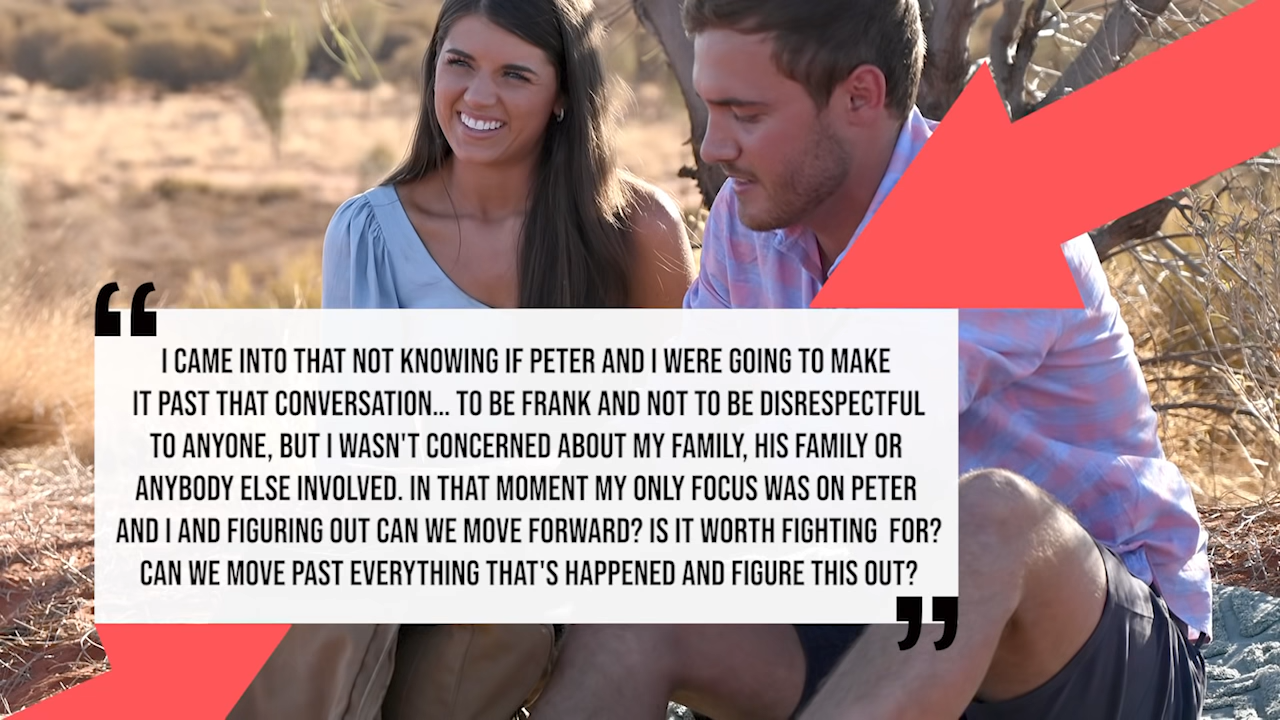 “
I CAME INTO THAT NOT KNOWING IF PETER AND I WERE GOING TO MAKE
IT PAST THAT CONVERSATION... TO BE FRANK AND NOT TO BE DISRESPECTFUL
TO ANYONE, BUT I WASN'T CONCERNED ABOUT MY FAMILY, HIS FAMILY OR
ANYBODY ELSE INVOLVED. IN THAT MOMENT MY ONLY FOCUS WAS ON PETER
AND I AND FIGURING OUT CAN WE MOVE FORWARD? IS IT WORTH FIGHTING FOR?
CAN WE MOVE PAST EVERYTHING THAT'S HAPPENED AND FIGURE THIS OUT?
”